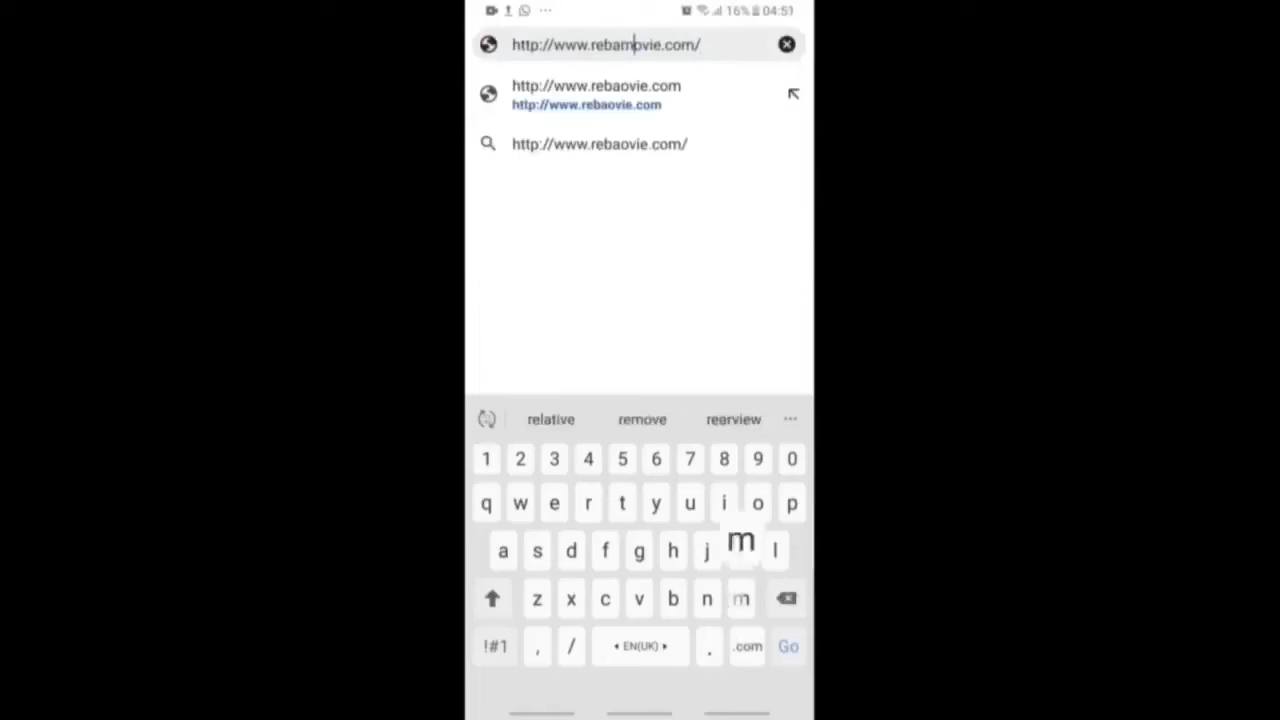 16% 04:51
http://www.rebamovie.com/
http://www.rebaovie.com
http://www.rebaovie.com
http://www.rebaovie.com/
relative remove rearview
1 2 3 4 5 6 7 8 9 0
q w e r t y u i o p
a s d f g h j m l
z x c v b n m
!#1 , / EN(UK) . .com Go